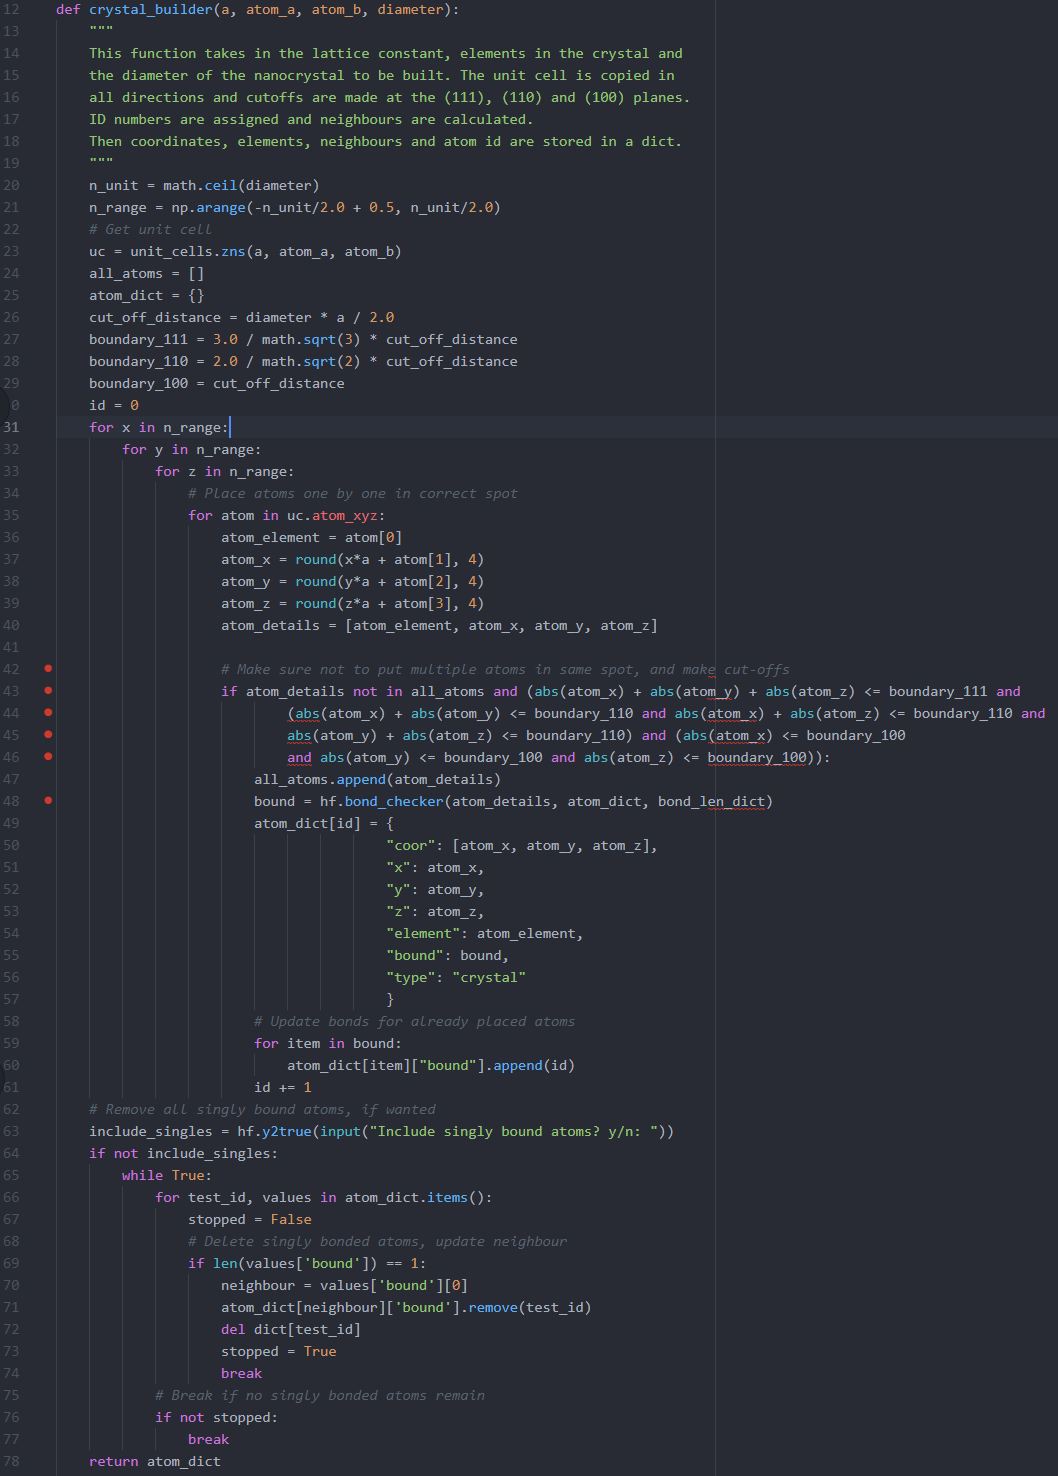 12 def crystal_builder(a, atom_a, atom_b, diameter):
13     """
14     This function takes in the lattice constant, elements in the crystal and
15     the diameter of the nanocrystal to be built. The unit cell is copied in
16     all directions and cutoffs are made at the (111), (110) and (100) planes.
17     ID numbers are assigned and neighbours are calculated.
18     Then coordinates, elements, neighbours and atom id are stored in a dict.
19     """
20     n_unit = math.ceil(diameter)
21     n_range = np.arange(-n_unit/2.0 + 0.5, n_unit/2.0)
22     # Get unit cell
23     uc = unit_cells.zns(a, atom_a, atom_b)
24     all_atoms = []
25     atom_dict = {}
26     cut_off_distance = diameter * a / 2.0
27     boundary_111 = 3.0 / math.sqrt(3) * cut_off_distance
28     boundary_110 = 2.0 / math.sqrt(2) * cut_off_distance
29     boundary_100 = cut_off_distance
0     id = 0
31     for x in n_range:
32         for y in n_range:
33             for z in n_range:
34                 # Place atoms one by one in correct spot
35                 for atom in uc.atom_xyz:
36                     atom_element = atom[0]
37                     atom_x = round(x*a + atom[1], 4)
38                     atom_y = round(y*a + atom[2], 4)
39                     atom_z = round(z*a + atom[3], 4)
40                     atom_details = [atom_element, atom_x, atom_y, atom_z]
41
42                     # Make sure not to put multiple atoms in same spot, and make cut-offs
43                     if atom_details not in all_atoms and (abs(atom_x) + abs(atom_y) + abs(atom_z) <= boundary_111 and
44                             (abs(atom_x) + abs(atom_y) <= boundary_110 and abs(atom_x) + abs(atom_z) <= boundary_110 and
45                             abs(atom_y) + abs(atom_z) <= boundary_110) and (abs(atom_x) <= boundary_100
46                             and abs(atom_y) <= boundary_100 and abs(atom_z) <= boundary_100)):
47                         all_atoms.append(atom_details)
48                         bound = hf.bond_checker(atom_details, atom_dict, bond_len_dict)
49                         atom_dict[id] = {
50                                         "coor": [atom_x, atom_y, atom_z],
51                                         "x": atom_x,
52                                         "y": atom_y,
53                                         "z": atom_z,
54                                         "element": atom_element,
55                                         "bound": bound,
56                                         "type": "crystal"
57                                         }
58                         # Update bonds for already placed atoms
59                         for item in bound:
60                             atom_dict[item]["bound"].append(id)
61                         id += 1
62     # Remove all singly bound atoms, if wanted
63     include_singles = hf.y2true(input("Include singly bound atoms? y/n: "))
64     if not include_singles:
65         while True:
66             for test_id, values in atom_dict.items():
67                 stopped = False
68                 # Delete singly bonded atoms, update neighbour
69                 if len(values['bound']) == 1:
70                     neighbour = values['bound'][0]
71                     atom_dict[neighbour]['bound'].remove(test_id)
72                     del dict[test_id]
73                     stopped = True
74                     break
75             # Break if no singly bonded atoms remain
76             if not stopped:
77                 break
78     return atom_dict